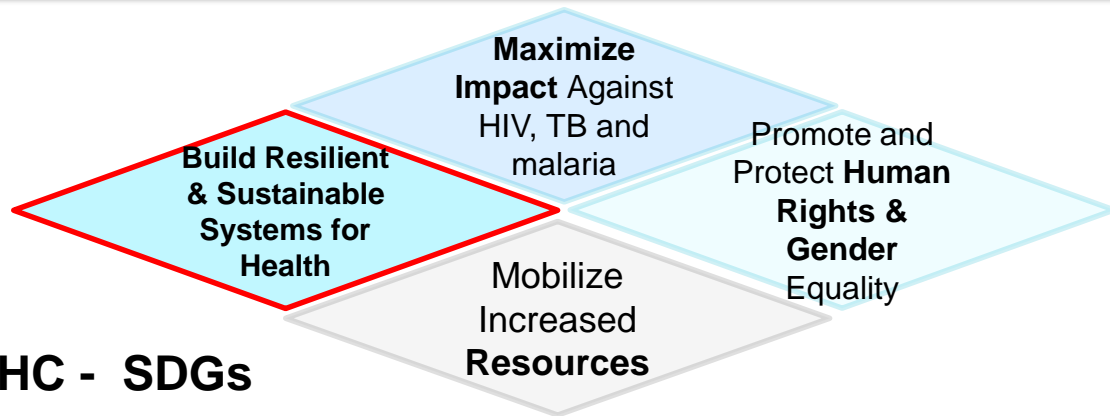 Maximize
Impact Against
HIV, TB and
malaria
Build Resilient
& Sustainable
Systems for
Health
Promote and
Protect Human
Rights &
Gender
Equality
Mobilize
Increased
Resources
HC - SDGs